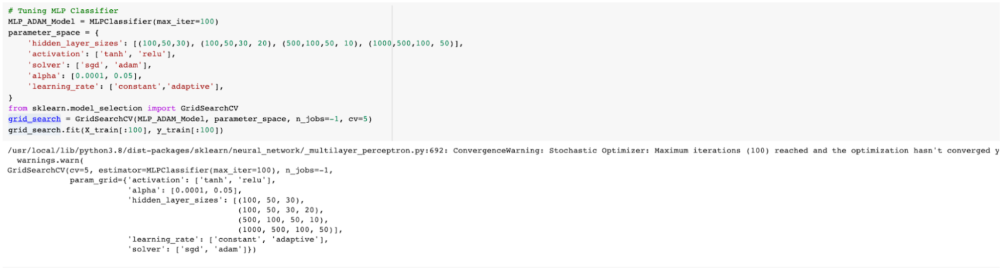 # Tuning MLP Classifier
MLP_ADAM_Model = MLPClassifier(max_iter=100)
parameter_space = {
    'hidden_layer_sizes': [(100,50,30), (100,50,30, 20), (500,100,50, 10), (1000,500,100, 50)],
    'activation': ['tanh', 'relu'],
    'solver': ['sgd', 'adam'],
    'alpha': [0.0001, 0.05],
    'learning_rate': ['constant','adaptive'],
}
from sklearn.model_selection import GridSearchCV
grid_search = GridSearchCV(MLP_ADAM_Model, parameter_space, n_jobs=-1, cv=5)
grid_search.fit(X_train[:100], y_train[:100])
/usr/local/lib/python3.8/dist-packages/sklearn/neural_network/_multilayer_perceptron.py:692: ConvergenceWarning: Stochastic Optimizer: Maximum iterations (100) reached and the optimization hasn't converged y
  warnings.warn(
GridSearchCV(cv=5, estimator=MLPClassifier(max_iter=100), n_jobs=-1,
             param_grid={'activation': ['tanh', 'relu'],
                         'alpha': [0.0001, 0.05],
                         'hidden_layer_sizes': [(100, 50, 30),
                                                (100, 50, 30, 20),
                                                (500, 100, 50, 10),
                                                (1000, 500, 100, 50)],
                         'learning_rate': ['constant', 'adaptive'],
                         'solver': ['sgd', 'adam']})